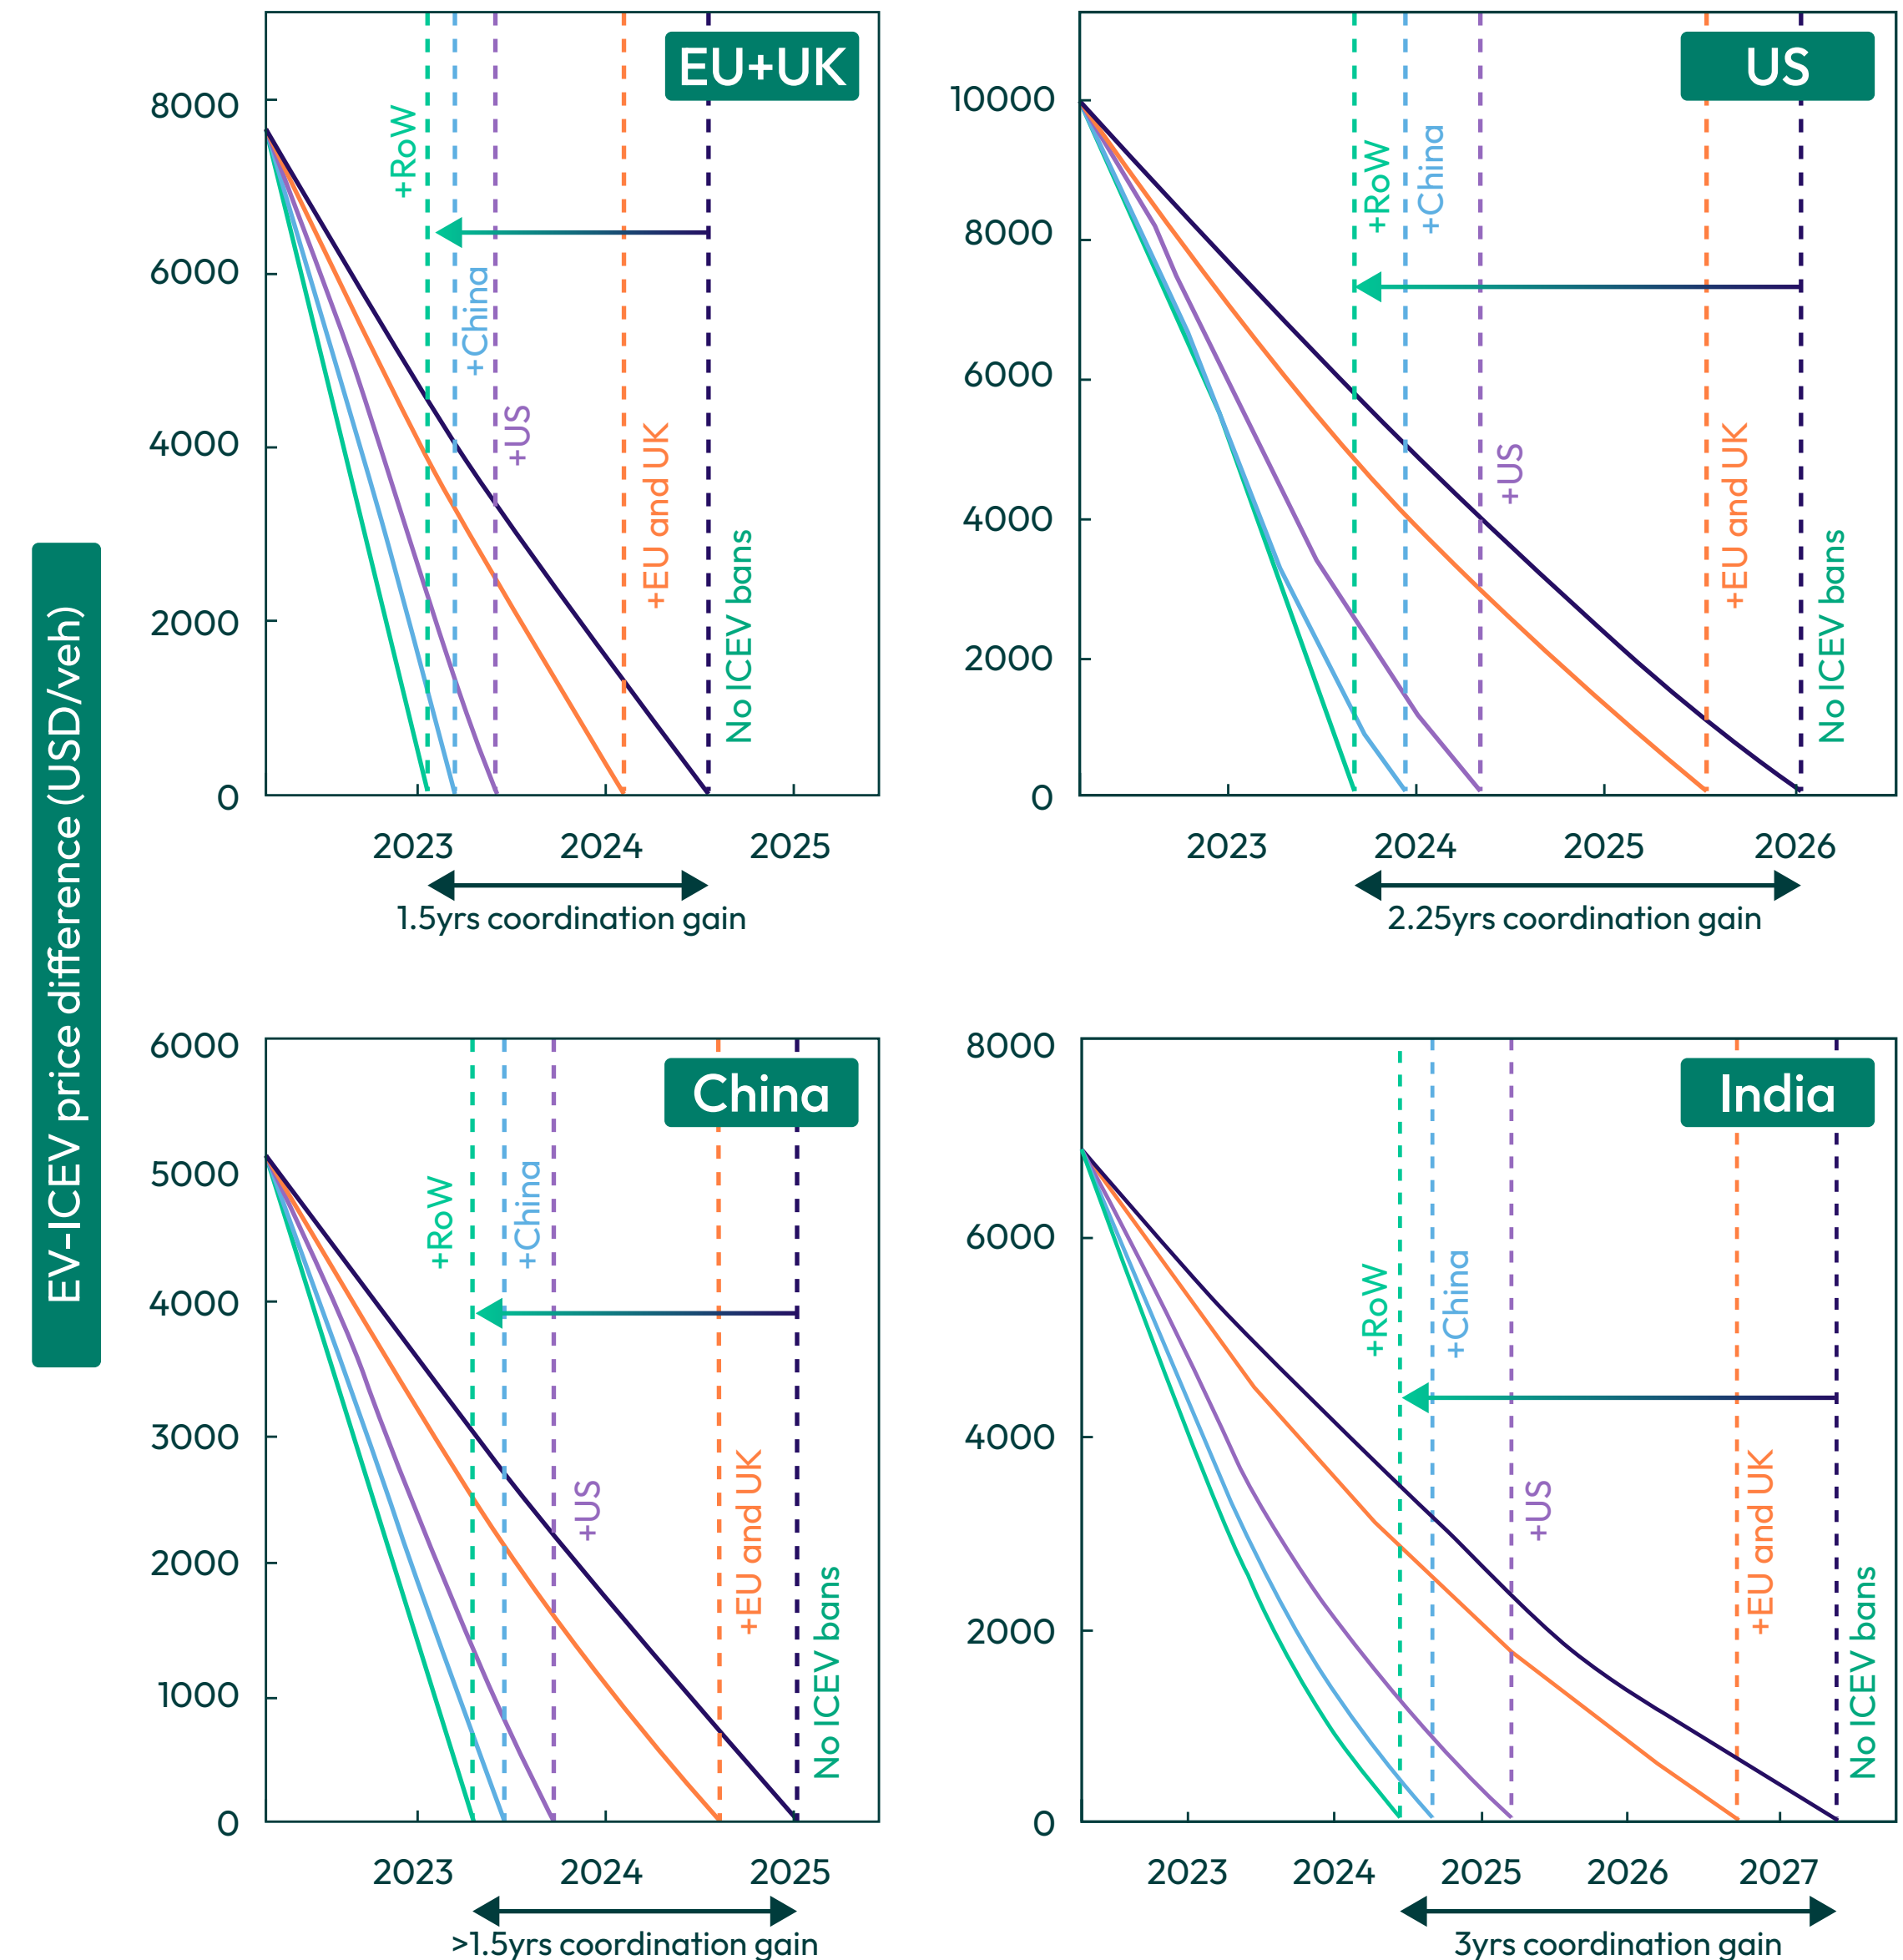 EV-ICEV price difference (USD/veh)
EU+UK
8000
6000
4000
2000
0
+RoW
+China
+US
+EU and UK
No ICEV bans
2023
2024
2025
1.5yrs coordination gain
US
10000
8000
6000
4000
2000
0
+RoW
+China
+US
+EU and UK
No ICEV bans
2023
2024
2025
2026
2.25yrs coordination gain
China
6000
5000
4000
3000
2000
1000
0
+RoW
+China
+US
+EU and UK
No ICEV bans
2023
2024
2025
>1.5yrs coordination gain
India
8000
6000
4000
2000
0
+RoW
+China
+US
+EU and UK
No ICEV bans
2023
2024
2025
2026
2027
3yrs coordination gain